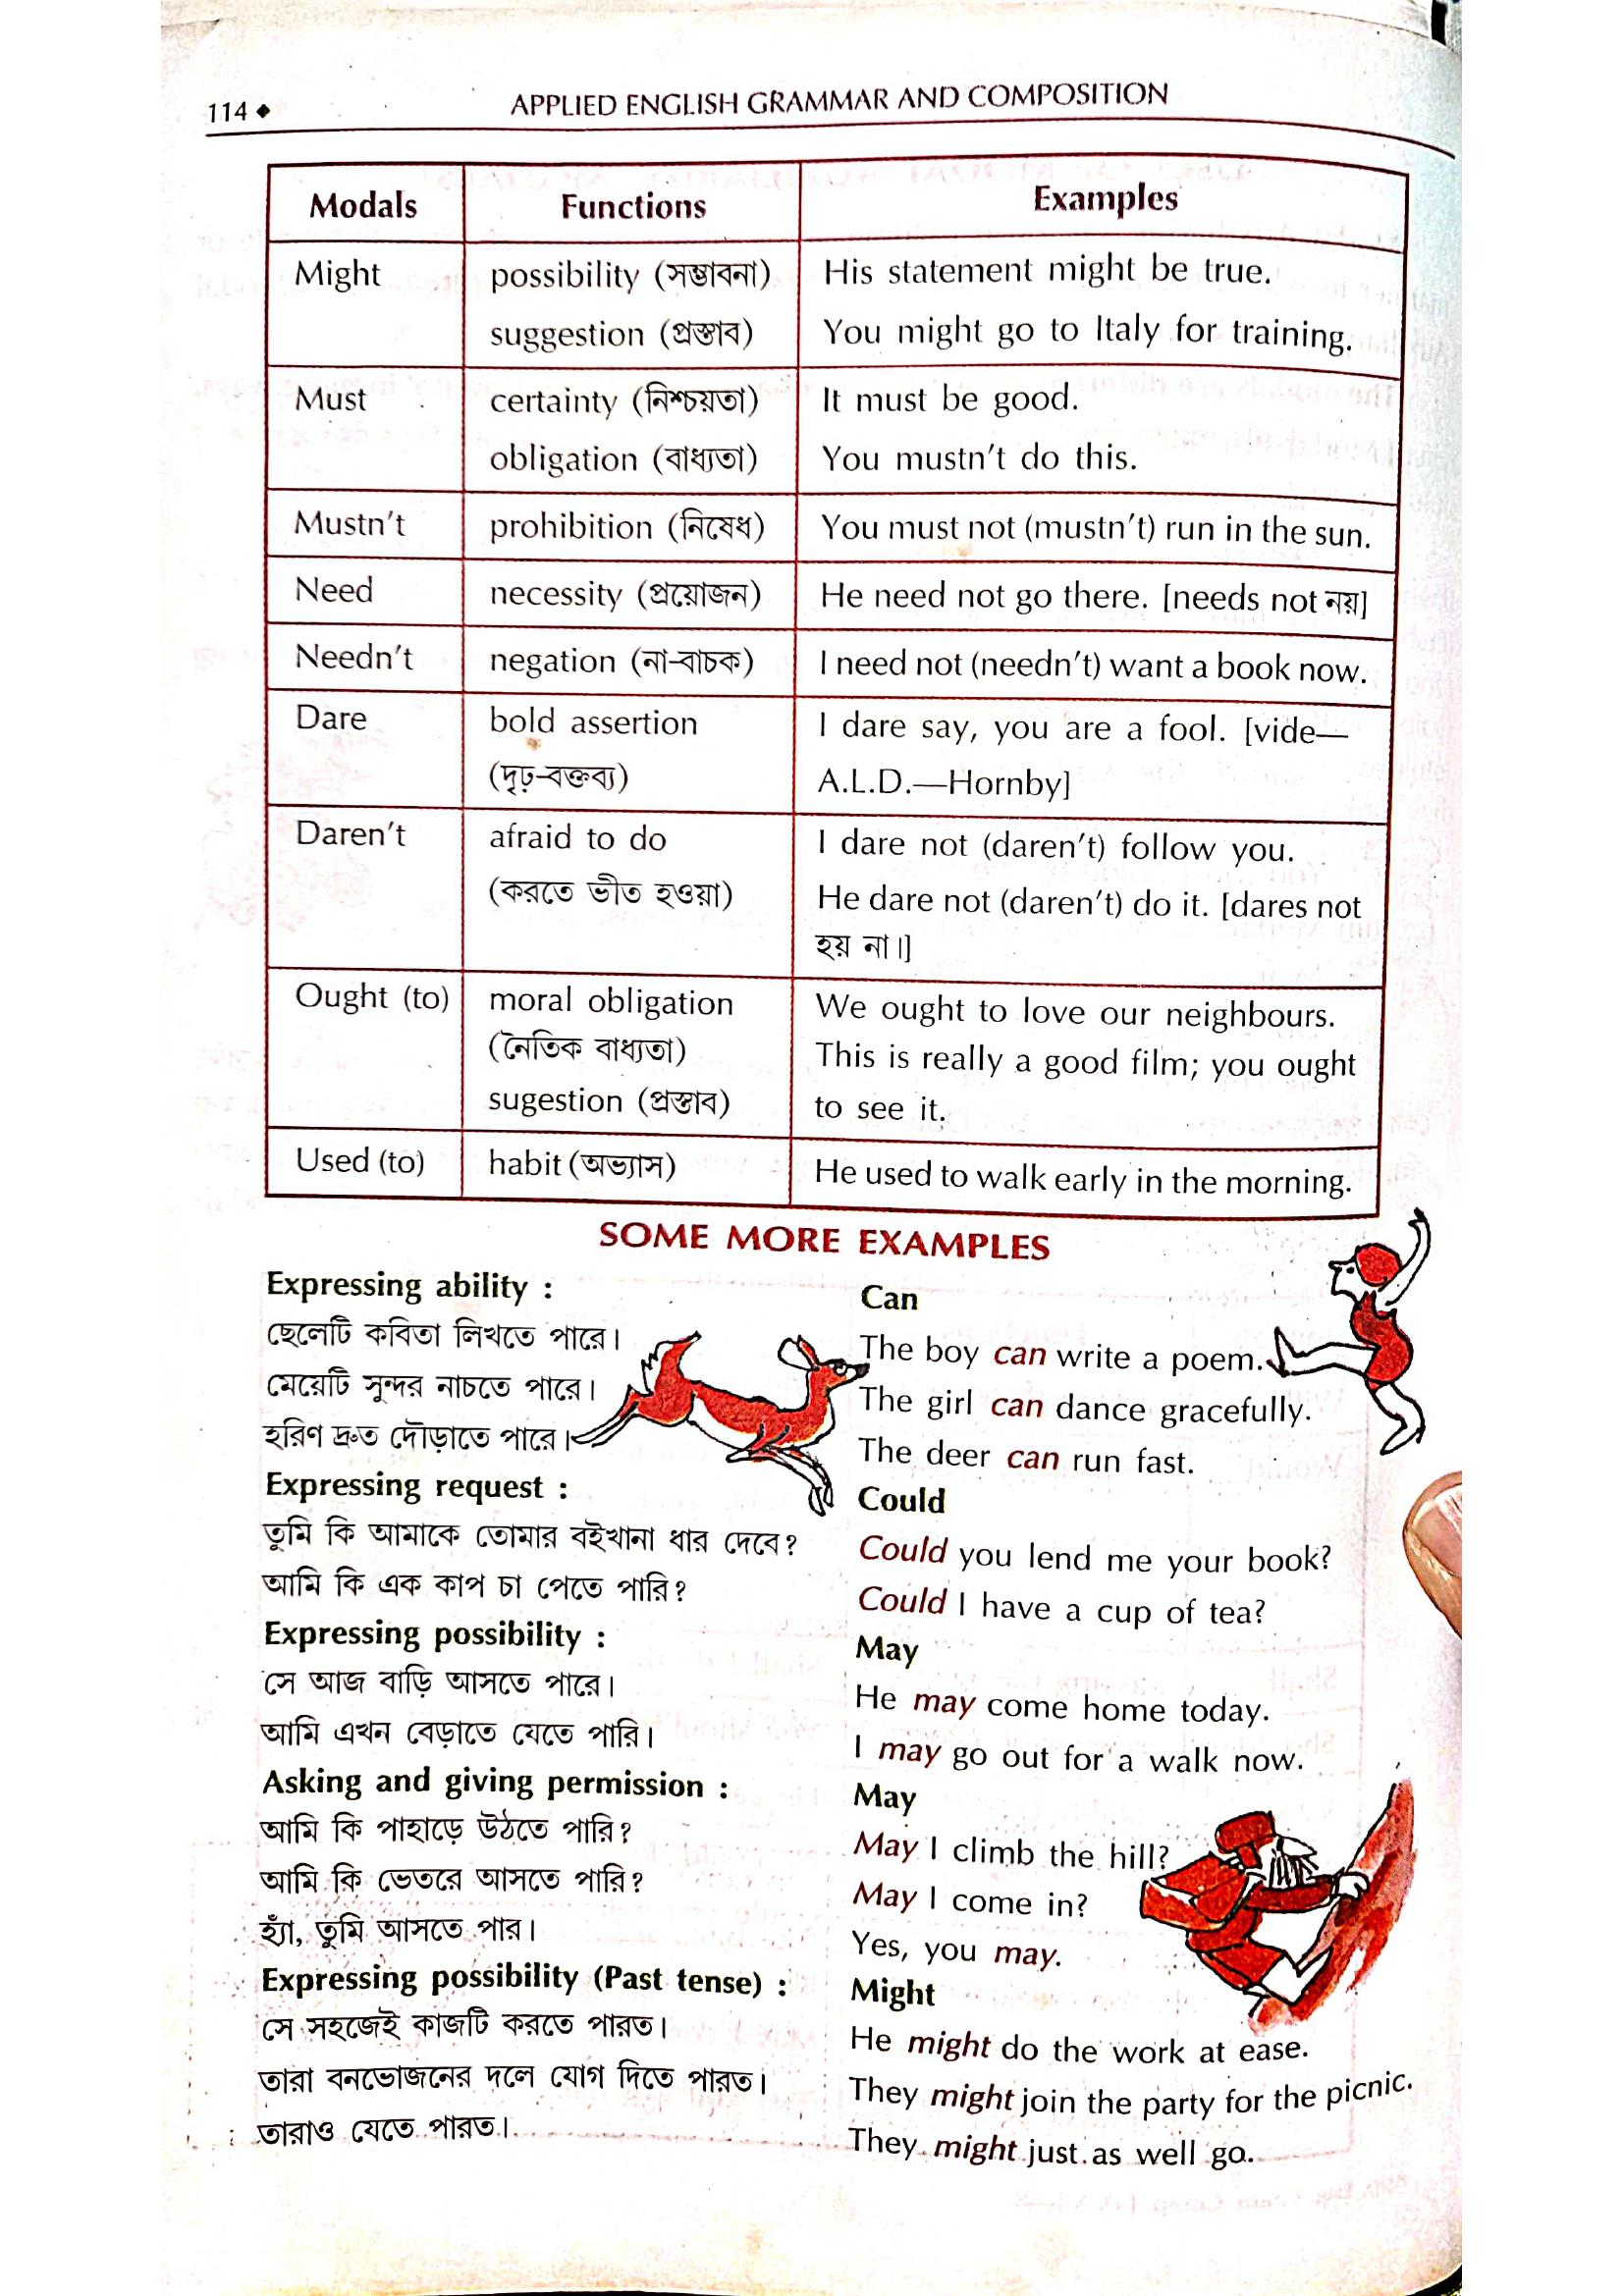 114 ◆ APPLIED ENGLISH GRAMMAR AND COMPOSITION
Modals Functions Examples
Might possibility (সম্ভাবনা) His statement might be true.
suggestion (প্রস্তাব) You might go to Italy for training.
Must certainty (নিশ্চয়তা) It must be good.
obligation (বাধ্যতা) You mustn't do this.
Mustn't prohibition (নিষেধ) You must not (mustn't) run in the sun.
Need necessity (প্রয়োজন) He need not go there. [needs not নয়]
Needn't negation (না-বাচক) I need not (needn't) want a book now.
Dare bold assertion I dare say, you are a fool. [vide—
(দৃঢ়-বক্তব্য) A.L.D.—Hornby]
Daren't afraid to do I dare not (daren't) follow you.
(করতে ভীত হওয়া) He dare not (daren't) do it. [dares not
হয় না।]
Ought (to) moral obligation We ought to love our neighbours.
(নৈতিক বাধ্যতা) This is really a good film; you ought
sugestion (প্রস্তাব) to see it.
Used (to) habit (অভ্যাস) He used to walk early in the morning.
SOME MORE EXAMPLES
Expressing ability : Can
ছেলেটি কবিতা লিখতে পারে। The boy can write a poem.
মেয়েটি সুন্দর নাচতে পারে। The girl can dance gracefully.
হরিণ দ্রুত দৌড়াতে পারে। The deer can run fast.
Expressing request : Could
তুমি কি আমাকে তোমার বইখানা ধার দেবে? Could you lend me your book?
আমি কি এক কাপ চা পেতে পারি? Could I have a cup of tea?
Expressing possibility : May
সে আজ বাড়ি আসতে পারে। He may come home today.
আমি এখন বেড়াতে যেতে পারি। I may go out for a walk now.
Asking and giving permission : May
আমি কি পাহাড়ে উঠতে পারি? May I climb the hill?
আমি কি ভেতরে আসতে পারি? May I come in?
হ্যাঁ, তুমি আসতে পার। Yes, you may.
Expressing possibility (Past tense) : Might
সে সহজেই কাজটি করতে পারত। He might do the work at ease.
তারা বনভোজনের দলে যোগ দিতে পারত। They might join the party for the picnic.
তারাও যেতে পারত। They might just as well go.